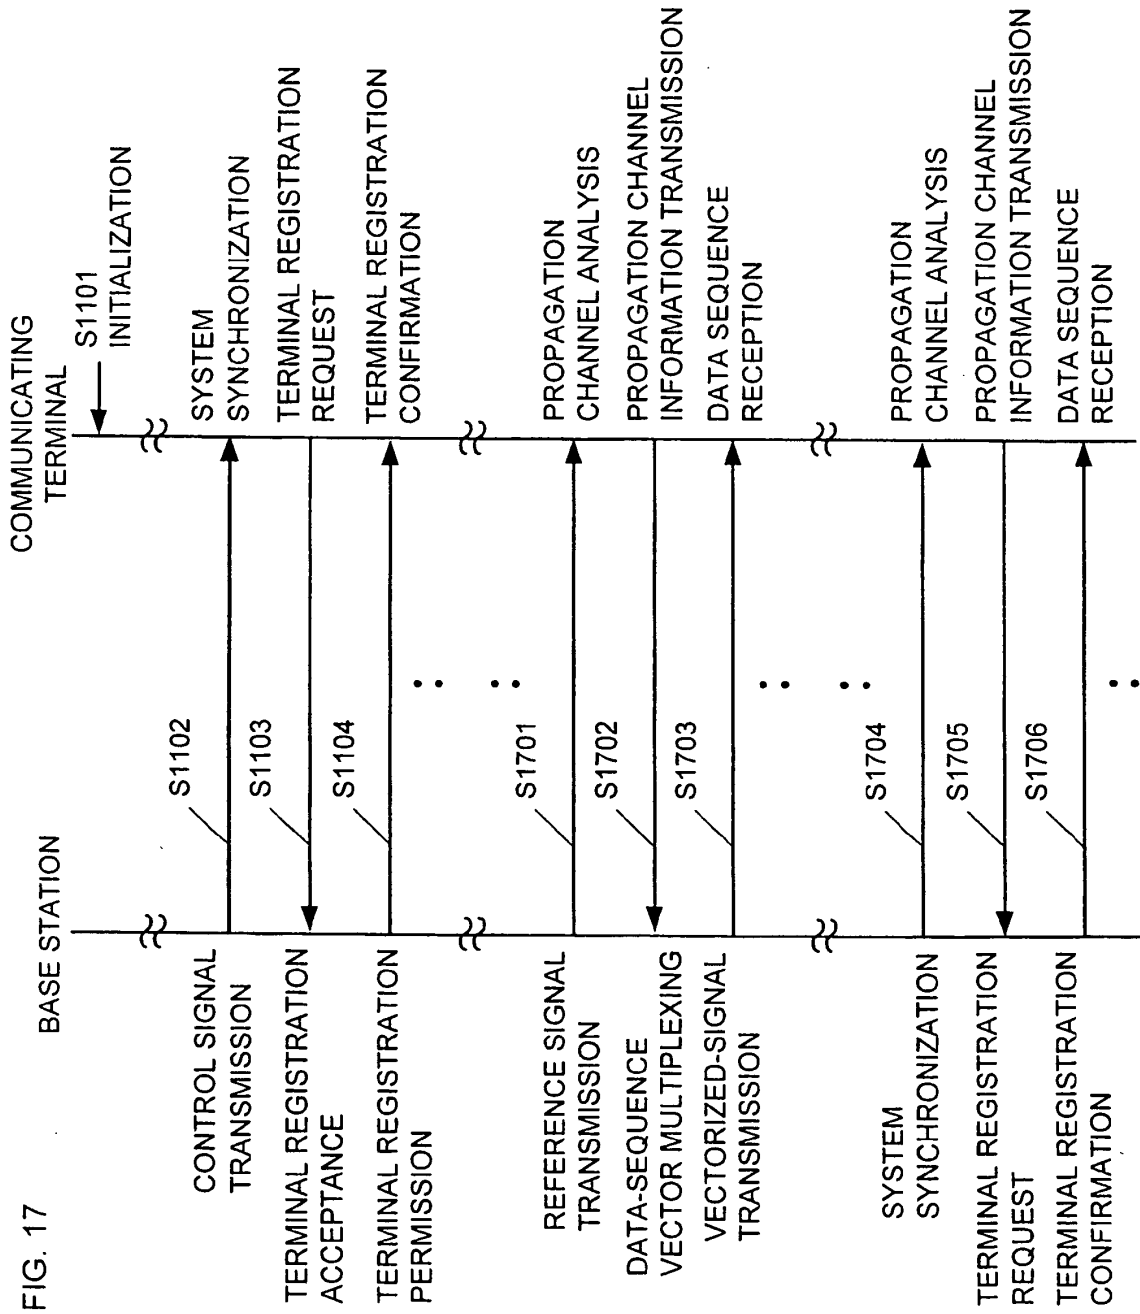 FIG. 17
BASE STATION
COMMUNICATING
TERMINAL
S1101
INITIALIZATION
CONTROL SIGNAL
TRANSMISSION
S1102
SYSTEM
SYNCHRONIZATION
TERMINAL REGISTRATION
ACCEPTANCE
S1103
TERMINAL REGISTRATION
REQUEST
TERMINAL REGISTRATION
PERMISSION
S1104
TERMINAL REGISTRATION
CONFIRMATION
REFERENCE SIGNAL
TRANSMISSION
S1701
PROPAGATION
CHANNEL ANALYSIS
DATA-SEQUENCE
VECTOR MULTIPLEXING
S1702
PROPAGATION CHANNEL
INFORMATION TRANSMISSION
VECTORIZED-SIGNAL
TRANSMISSION
S1703
DATA SEQUENCE
RECEPTION
SYSTEM
SYNCHRONIZATION
S1704
PROPAGATION
CHANNEL ANALYSIS
TERMINAL REGISTRATION
REQUEST
S1705
PROPAGATION CHANNEL
INFORMATION TRANSMISSION
TERMINAL REGISTRATION
CONFIRMATION
S1706
DATA SEQUENCE
RECEPTION